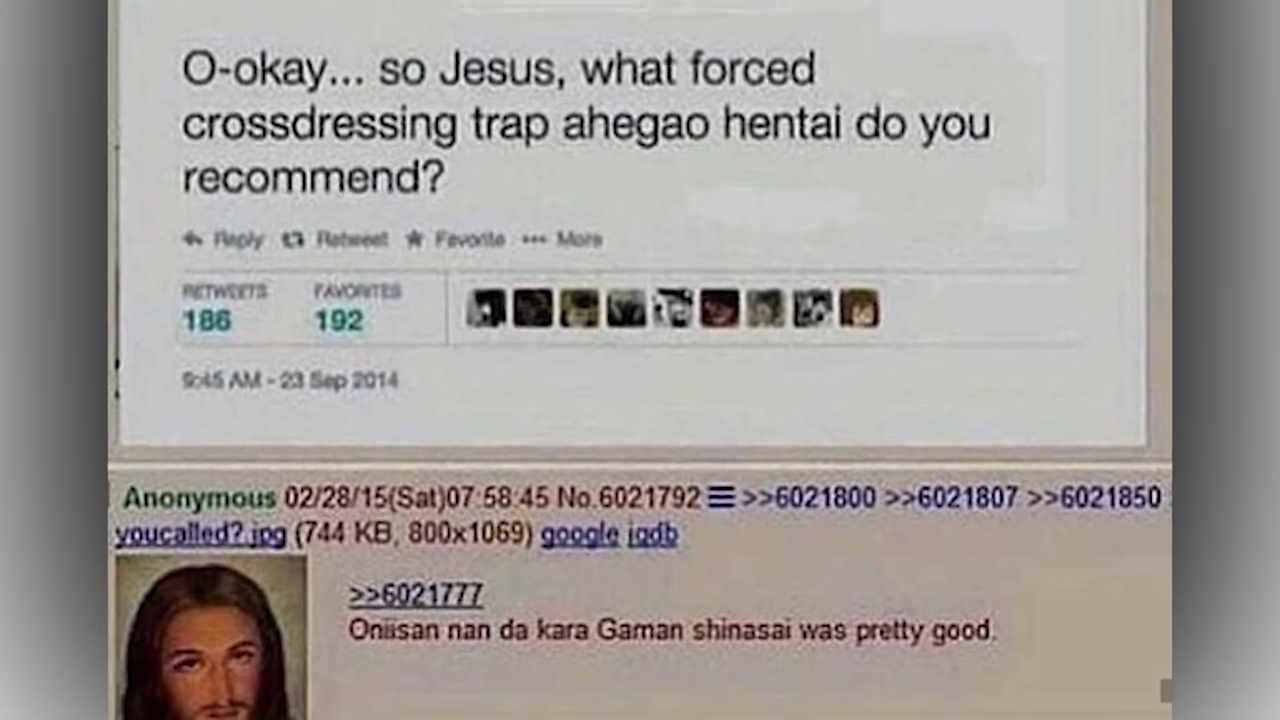 O-okay... so Jesus, what forced
crossdressing trap ahegao hentai do you
recommend?
Reply Retweet Favorite ••• More
RETWEETS FAVORITES
186 192
9:45 AM - 23 Sep 2014
Anonymous 02/28/15(Sat)07:58:45 No.6021792 >>6021800 >>6021807 >>6021850
youcalled?.jpg (744 KB, 800x1069) google iqdb
>>6021777
Oniisan nan da kara Gaman shinasai was pretty good.